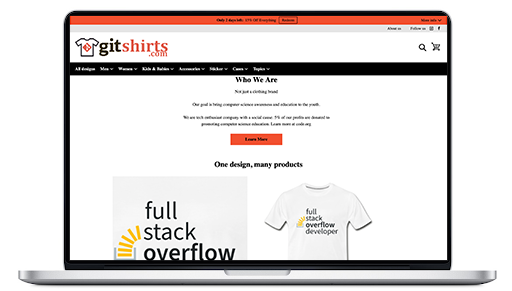 Only 2 days left: 15% Off Everything.
About us Follow us
gitshirts
.com
All designs Men Women Kids & Babies Accessories Sticker Cases Topics
Who We Are
Not just a clothing brand
Our goal is bring computer science awareness and education to the youth.
We are tech enthusiast company with a social cause. 5% of our profits are donated to
promoting computer science education. Learn more at code.org
Learn More
One design, many products
full
stack
overflow
full
stack
overflow
developer